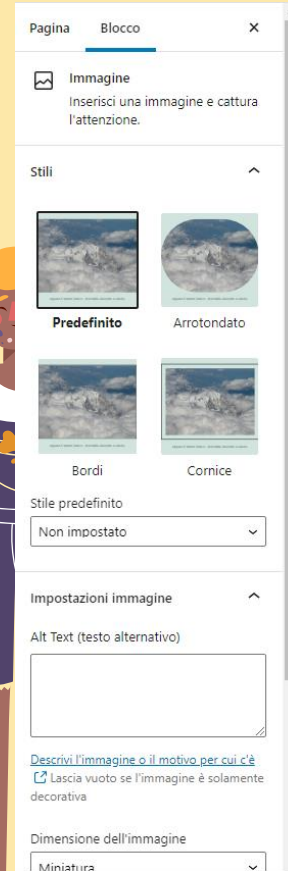 Pagina Blocco
Immagine
Inserisci una immagine e cattura
l'attenzione.
Stili
Predefinito Arrotondato
Bordi Cornice
Stile predefinito
Non impostato
Impostazioni immagine
Alt Text (testo alternativo)
Descrivi l'immagine o il motivo per cui c'è
Lascia vuoto se l'immagine è solamente
decorativa
Dimensione dell'immagine
Miniatura